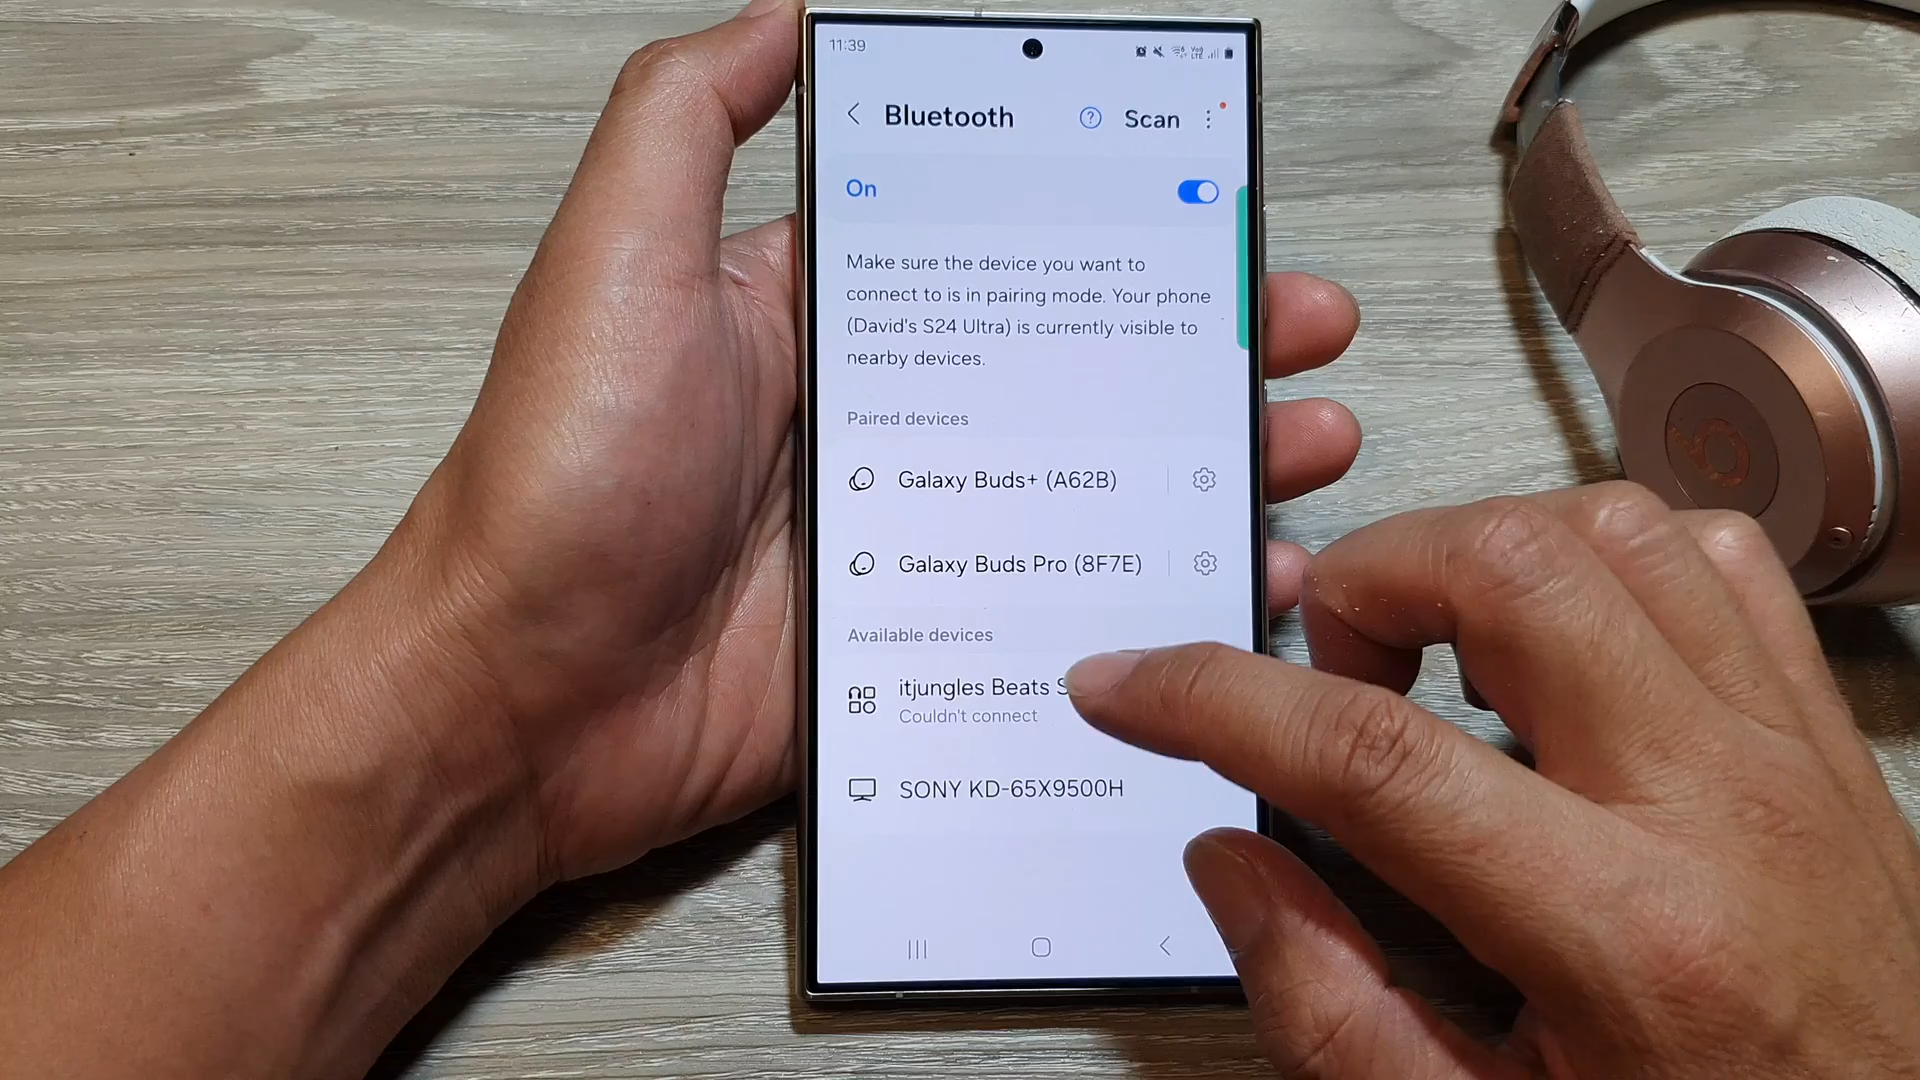 11:39
Bluetooth
? Scan
On
Make sure the device you want to
connect to is in pairing mode. Your phone
(David's S24 Ultra) is currently visible to
nearby devices.
Paired devices
Galaxy Buds+ (A62B)
Galaxy Buds Pro (8F7E)
Available devices
itjungles Beats S
Couldn't connect
SONY KD-65X9500H